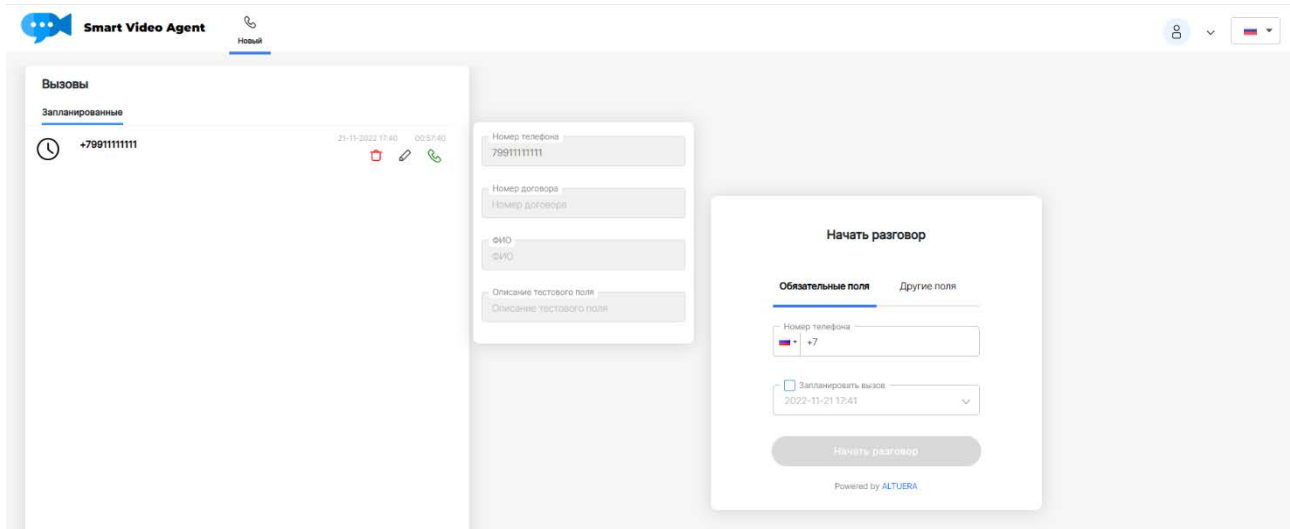 Smart Video Agent
Новый
Вызовы
Запланированные
+79911111111
21-11-2022 17:40 00:57:40
Номер телефона
79911111111
Номер договора
Номер договора
ФИО
ФИО
Описание тестового поля
Описание тестового поля
Начать разговор
Обязательные поля Другие поля
Номер телефона
+7
Запланировать вызов
2022-11-21 17:41
Начать разговор
Powered by ALTUERA